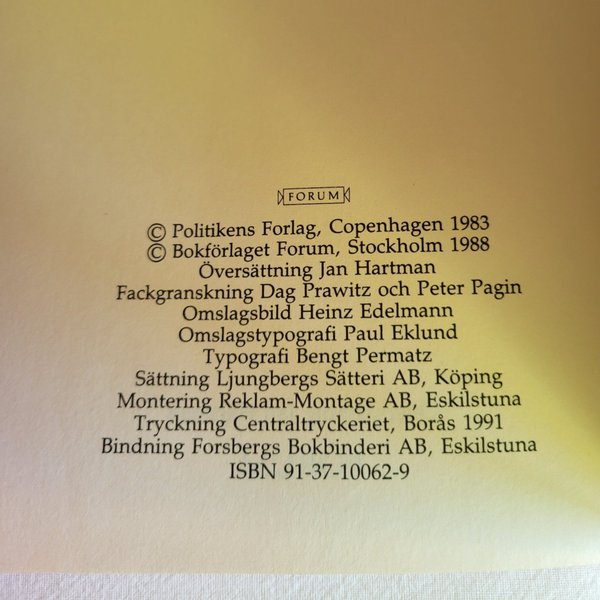 FORUM
© Politikens Forlag, Copenhagen 1983
© Bokförlaget Forum, Stockholm 1988
Översättning Jan Hartman
Fackgranskning Dag Prawitz och Peter Pagin
Omslagsbild Heinz Edelmann
Omslagstypografi Paul Eklund
Typografi Bengt Permatz
Sättning Ljungbergs Sätteri AB, Köping
Montering Reklam-Montage AB, Eskilstuna
Tryckning Centraltryckeriet, Borås 1991
Bindning Forsbergs Bokbinderi AB, Eskilstuna
ISBN 91-37-10062-9